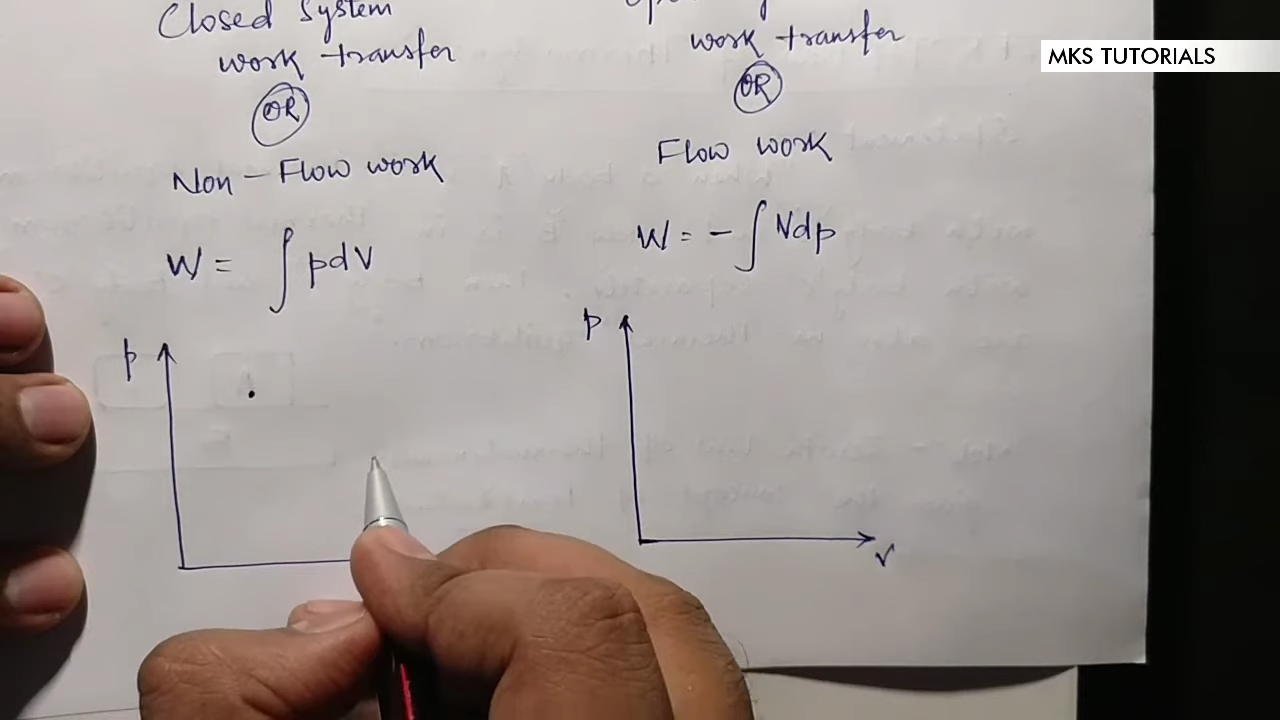 Closed System
work transfer
OR
Non - Flow work
W = ∫ pdV
p
work transfer
OR
Flow work
W = - ∫ Vdp
p
V
MKS TUTORIALS